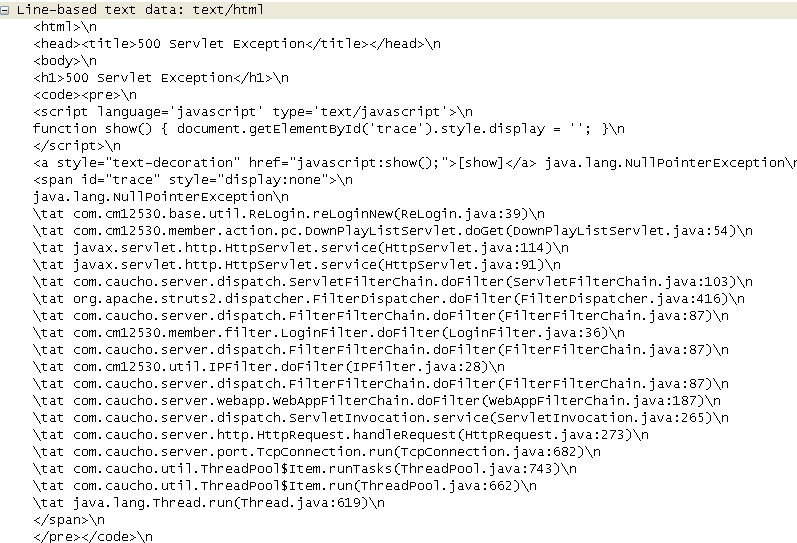 Line-based text data: text/html
<html>\n
<head><title>500 Servlet Exception</title></head>\n
<body>\n
<h1>500 Servlet Exception</h1>\n
<code><pre>\n
<script language='javascript' type='text/javascript'>\n
function show() { document.getElementById('trace').style.display = ''; }\n
</script>\n
<a style="text-decoration" href="javascript:show();">[show]</a> java.lang.NullPointerException\n
<span id="trace" style="display:none">\n
java.lang.NullPointerException\n
\tat com.cm12530.base.util.ReLogin.reLoginNew(ReLogin.java:39)\n
\tat com.cm12530.member.action.pc.DownPlayListServlet.doGet(DownPlayListServlet.java:54)\n
\tat javax.servlet.http.HttpServlet.service(HttpServlet.java:114)\n
\tat javax.servlet.http.HttpServlet.service(HttpServlet.java:91)\n
\tat com.caucho.server.dispatch.ServletFilterChain.doFilter(ServletFilterChain.java:103)\n
\tat org.apache.struts2.dispatcher.FilterDispatcher.doFilter(FilterDispatcher.java:416)\n
\tat com.caucho.server.dispatch.FilterFilterChain.doFilter(FilterFilterChain.java:87)\n
\tat com.cm12530.member.filter.LoginFilter.doFilter(LoginFilter.java:36)\n
\tat com.caucho.server.dispatch.FilterFilterChain.doFilter(FilterFilterChain.java:87)\n
\tat com.cm12530.util.IPFilter.doFilter(IPFilter.java:28)\n
\tat com.caucho.server.dispatch.FilterFilterChain.doFilter(FilterFilterChain.java:87)\n
\tat com.caucho.server.webapp.WebAppFilterChain.doFilter(WebAppFilterChain.java:187)\n
\tat com.caucho.server.dispatch.ServletInvocation.service(ServletInvocation.java:265)\n
\tat com.caucho.server.http.HttpRequest.handleRequest(HttpRequest.java:273)\n
\tat com.caucho.server.port.TcpConnection.run(TcpConnection.java:682)\n
\tat com.caucho.util.ThreadPool$Item.runTasks(ThreadPool.java:743)\n
\tat com.caucho.util.ThreadPool$Item.run(ThreadPool.java:662)\n
\tat java.lang.Thread.run(Thread.java:619)\n
</span>\n
</pre></code>\n